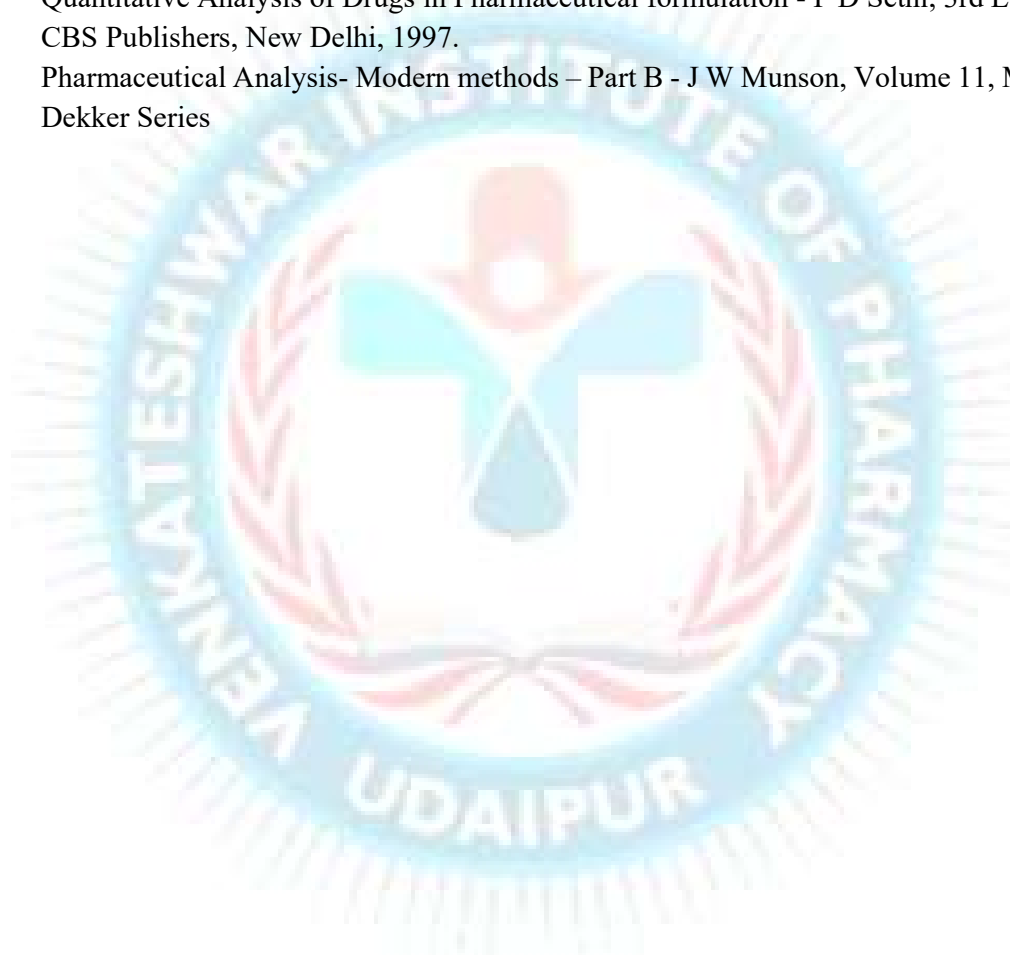 Quantitative Analysis of Drugs in Pharmaceutical formulation - P D Sethi, 3rd
CBS Publishers, New Delhi, 1997.
Pharmaceutical Analysis- Modern methods – Part B - J W Munson, Volume 11,
Dekker Series
VENKATESHWAR INSTITUTE OF PHARMACY
UDAIPUR